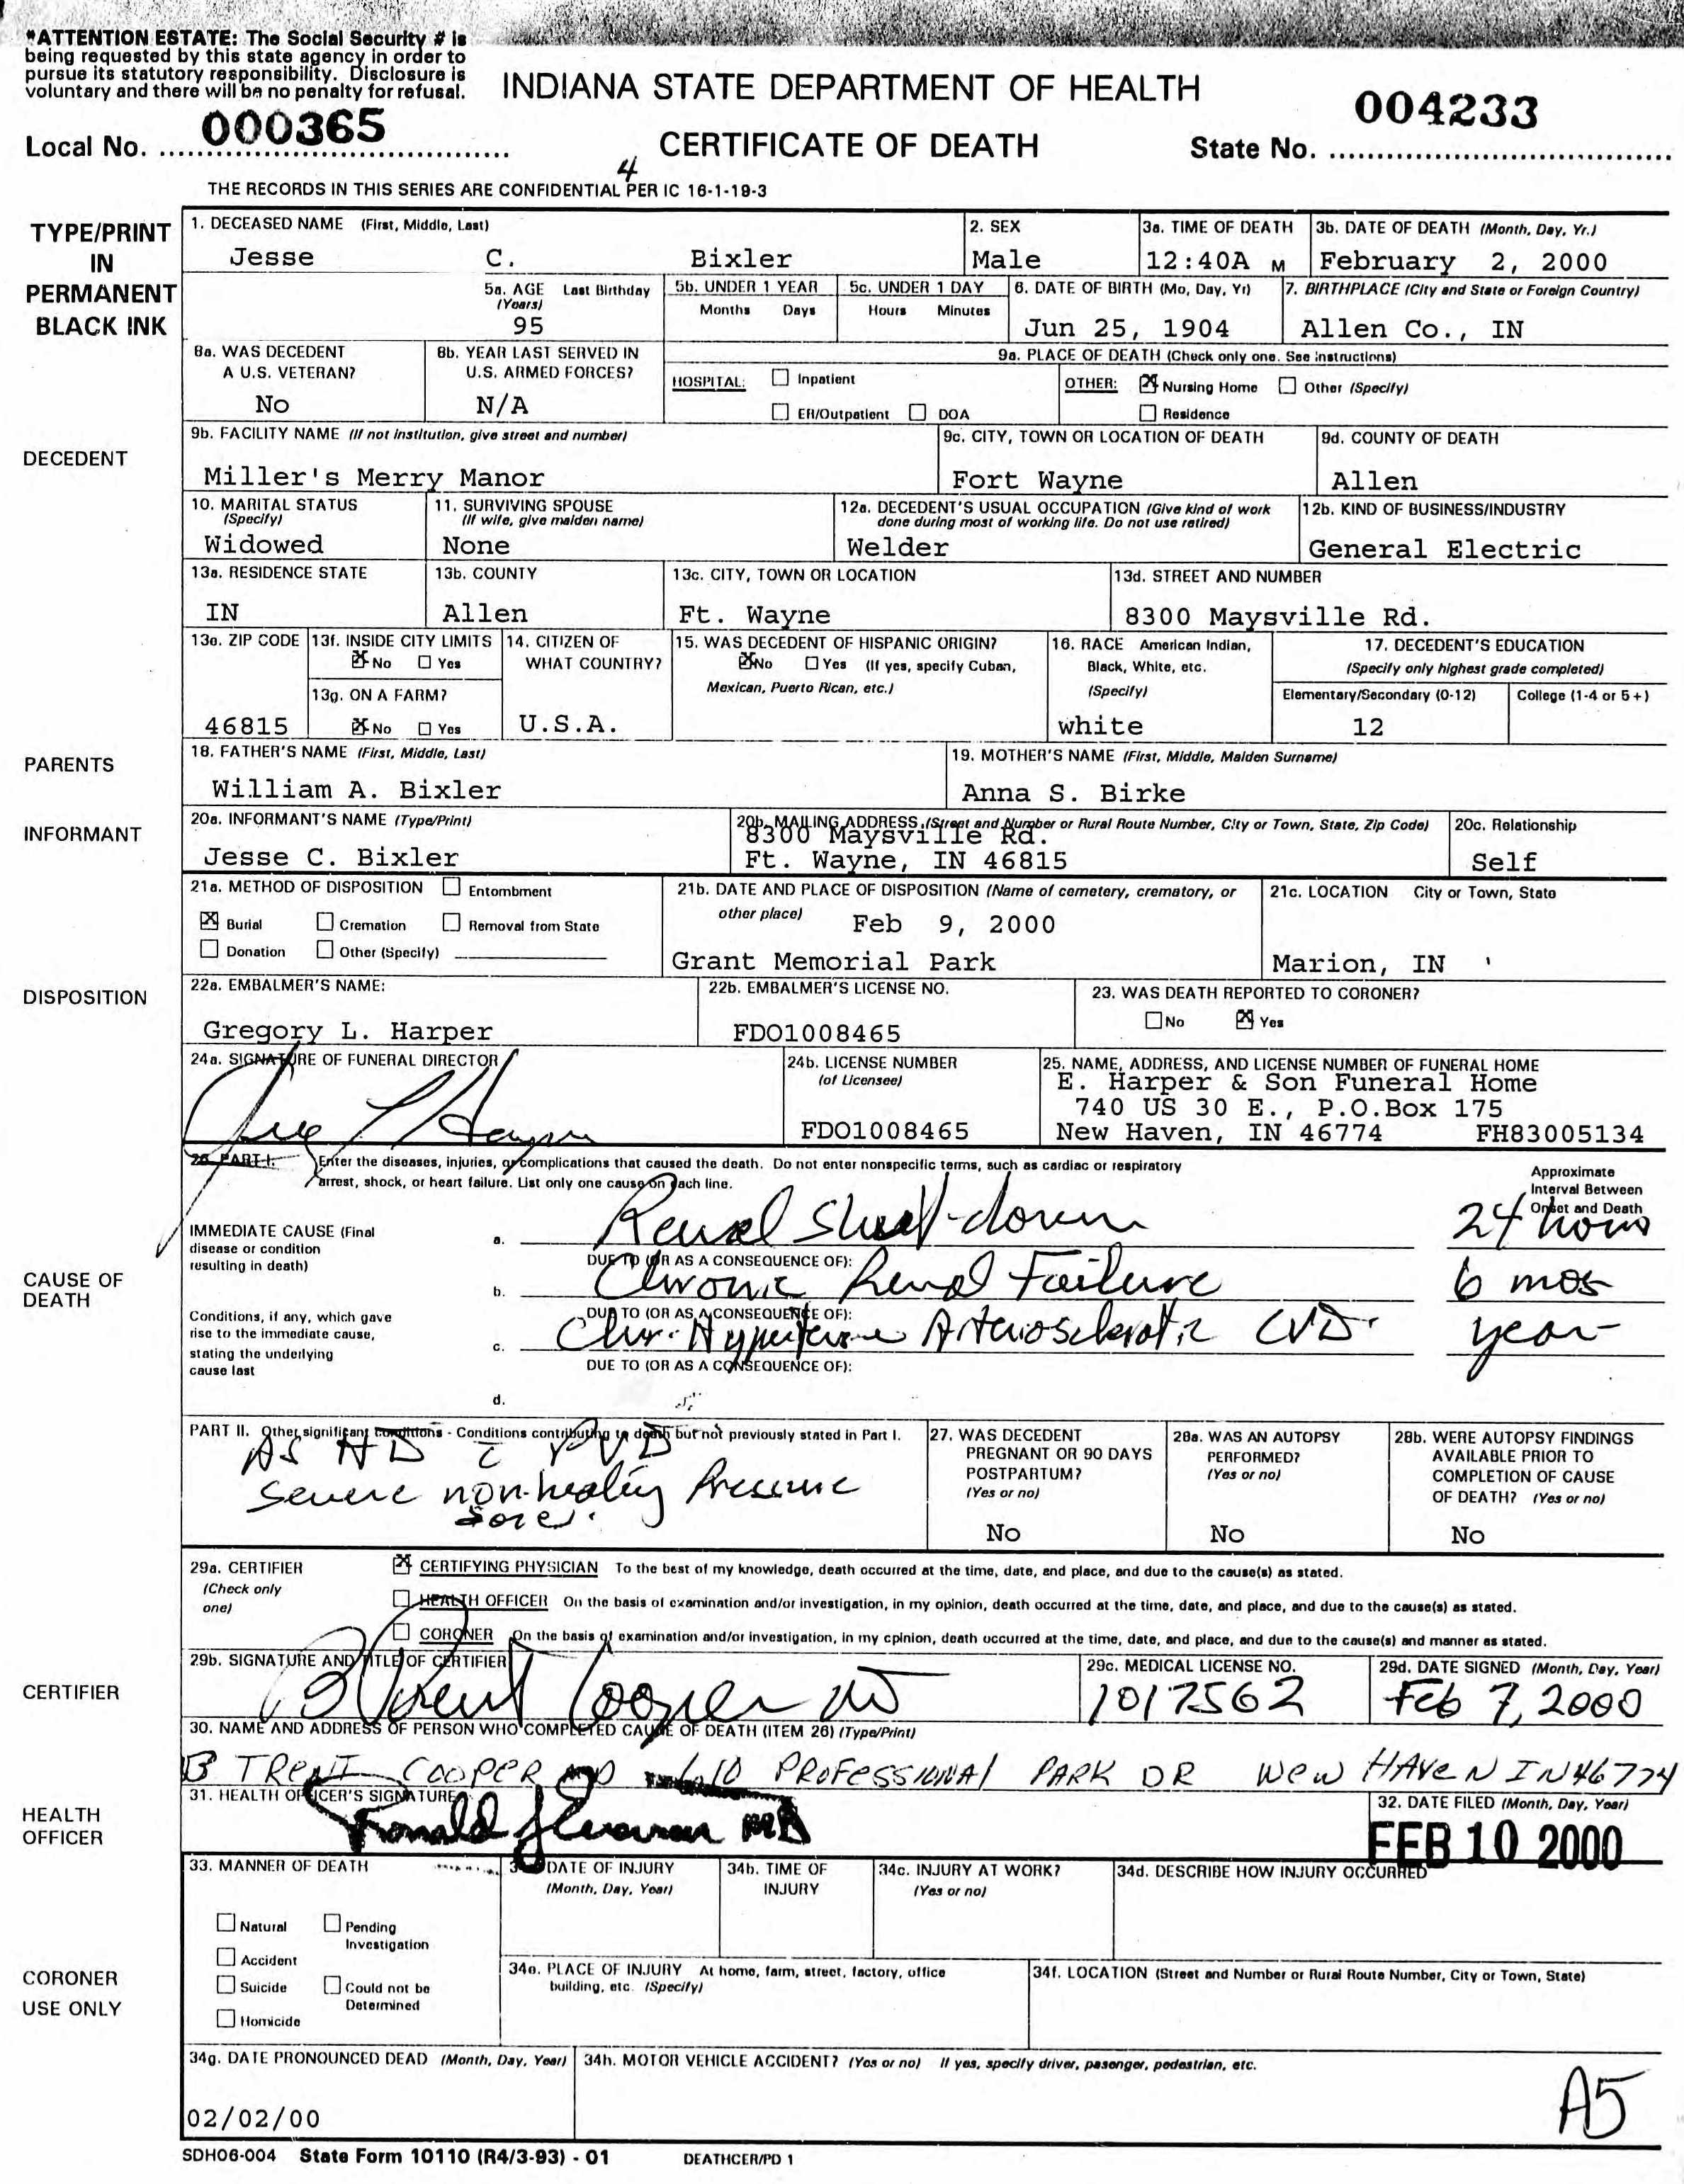 *ATTENTION ESTATE: The Social Security # is
being requested by this state agency in order to
pursue its statutory responsibility. Disclosure is
voluntary and there will be no penalty for refusal.
INDIANA STATE DEPARTMENT OF HEALTH
004233
Local No. 000365
CERTIFICATE OF DEATH
State No.
4
THE RECORDS IN THIS SERIES ARE CONFIDENTIAL PER IC 16-1-19-3
TYPE/PRINT
IN
PERMANENT
BLACK INK
1. DECEASED NAME (First, Middle, Last)
Jesse C. Bixler
2. SEX
Male
3a. TIME OF DEATH
12:40A M
3b. DATE OF DEATH (Month, Day, Yr.)
February 2, 2000
5a. AGE Last Birthday
(Years)
95
5b. UNDER 1 YEAR
Months Days
5c. UNDER 1 DAY
Hours Minutes
6. DATE OF BIRTH (Mo, Day, Yr)
Jun 25, 1904
7. BIRTHPLACE (City and State or Foreign Country)
Allen Co., IN
8a. WAS DECEDENT
A U.S. VETERAN?
No
8b. YEAR LAST SERVED IN
U.S. ARMED FORCES?
N/A
9a. PLACE OF DEATH (Check only one. See instructions)
HOSPITAL: Inpatient
ER/Outpatient DOA
OTHER: Nursing Home Other (Specify)
Residence
DECEDENT
9b. FACILITY NAME (If not institution, give street and number)
Miller's Merry Manor
9c. CITY, TOWN OR LOCATION OF DEATH
Fort Wayne
9d. COUNTY OF DEATH
Allen
10. MARITAL STATUS
(Specify)
Widowed
11. SURVIVING SPOUSE
(If wife, give maiden name)
None
12a. DECEDENT'S USUAL OCCUPATION (Give kind of work
done during most of working life. Do not use retired)
Welder
12b. KIND OF BUSINESS/INDUSTRY
General Electric
13a. RESIDENCE STATE
IN
13b. COUNTY
Allen
13c. CITY, TOWN OR LOCATION
Ft. Wayne
13d. STREET AND NUMBER
8300 Maysville Rd.
13e. ZIP CODE
46815
13f. INSIDE CITY LIMITS
No Yes
13g. ON A FARM?
No Yes
14. CITIZEN OF
WHAT COUNTRY?
U.S.A.
15. WAS DECEDENT OF HISPANIC ORIGIN?
No Yes (If yes, specify Cuban,
Mexican, Puerto Rican, etc.)
16. RACE American Indian,
Black, White, etc.
(Specify)
white
17. DECEDENT'S EDUCATION
(Specify only highest grade completed)
Elementary/Secondary (0-12)
12
College (1-4 or 5+)
PARENTS
18. FATHER'S NAME (First, Middle, Last)
William A. Bixler
19. MOTHER'S NAME (First, Middle, Maiden Surname)
Anna S. Birke
INFORMANT
20a. INFORMANT'S NAME (Type/Print)
Jesse C. Bixler
20b. MAILING ADDRESS (Street and Number or Rural Route Number, City or Town, State, Zip Code)
8300 Maysville Rd.
Ft. Wayne, IN 46815
20c. Relationship
Self
21a. METHOD OF DISPOSITION Entombment
Burial Cremation Removal from State
Donation Other (Specify)
21b. DATE AND PLACE OF DISPOSITION (Name of cemetery, crematory, or
other place)
Feb 9, 2000
Grant Memorial Park
21c. LOCATION City or Town, State
Marion, IN
DISPOSITION
22a. EMBALMER'S NAME:
Gregory L. Harper
22b. EMBALMER'S LICENSE NO.
FDO1008465
23. WAS DEATH REPORTED TO CORONER?
No Yes
24a. SIGNATURE OF FUNERAL DIRECTOR
24b. LICENSE NUMBER
(of Licensee)
FDO1008465
25. NAME, ADDRESS, AND LICENSE NUMBER OF FUNERAL HOME
E. Harper & Son Funeral Home
740 US 30 E., P.O.Box 175
New Haven, IN 46774 FH83005134
26. PART I. Enter the diseases, injuries, or complications that caused the death. Do not enter nonspecific terms, such as cardiac or respiratory
arrest, shock, or heart failure. List only one cause on each line.
Approximate
Interval Between
Onset and Death
CAUSE OF
DEATH
IMMEDIATE CAUSE (Final
disease or condition
resulting in death)
a. Renal Shut-down 24 hours
DUE TO (OR AS A CONSEQUENCE OF):
b. Chronic Renal Failure 6 mos
Conditions, if any, which gave
rise to the immediate cause,
stating the underlying
cause last
DUE TO (OR AS A CONSEQUENCE OF):
c. Chr. Hypertensive Arteriosclerotic CVD. year
DUE TO (OR AS A CONSEQUENCE OF):
d.
PART II. Other significant conditions - Conditions contributing to death but not previously stated in Part I.
AS HD c PVD
Severe non-healing Pressure
sore.
27. WAS DECEDENT
PREGNANT OR 90 DAYS
POSTPARTUM?
(Yes or no)
No
28a. WAS AN AUTOPSY
PERFORMED?
(Yes or no)
No
28b. WERE AUTOPSY FINDINGS
AVAILABLE PRIOR TO
COMPLETION OF CAUSE
OF DEATH? (Yes or no)
No
29a. CERTIFIER
(Check only
one)
CERTIFYING PHYSICIAN To the best of my knowledge, death occurred at the time, date, and place, and due to the cause(s) as stated.
HEALTH OFFICER On the basis of examination and/or investigation, in my opinion, death occurred at the time, date, and place, and due to the cause(s) as stated.
CORONER On the basis of examination and/or investigation, in my opinion, death occurred at the time, date, and place, and due to the cause(s) and manner as stated.
CERTIFIER
29b. SIGNATURE AND TITLE OF CERTIFIER
B Trent Cooper MD
29c. MEDICAL LICENSE NO.
1017562
29d. DATE SIGNED (Month, Day, Year)
Feb 7, 2000
30. NAME AND ADDRESS OF PERSON WHO COMPLETED CAUSE OF DEATH (ITEM 26) (Type/Print)
B TRENT COOPER MD 1610 PROFESSIONAL PARK DR NEW HAVEN IN 46774
HEALTH
OFFICER
31. HEALTH OFFICER'S SIGNATURE
32. DATE FILED (Month, Day, Year)
FEB 10 2000
CORONER
USE ONLY
33. MANNER OF DEATH
Natural Pending
Investigation
Accident
Suicide Could not be
Determined
Homicide
DATE OF INJURY
(Month, Day, Year)
34b. TIME OF
INJURY
34c. INJURY AT WORK?
(Yes or no)
34d. DESCRIBE HOW INJURY OCCURRED
34e. PLACE OF INJURY At home, farm, street, factory, office
building, etc. (Specify)
34f. LOCATION (Street and Number or Rural Route Number, City or Town, State)
34g. DATE PRONOUNCED DEAD (Month, Day, Year)
02/02/00
34h. MOTOR VEHICLE ACCIDENT? (Yes or no) If yes, specify driver, pasenger, pedestrian, etc.
A5
SDH06-004 State Form 10110 (R4/3-93) - 01 DEATHCER/PD 1